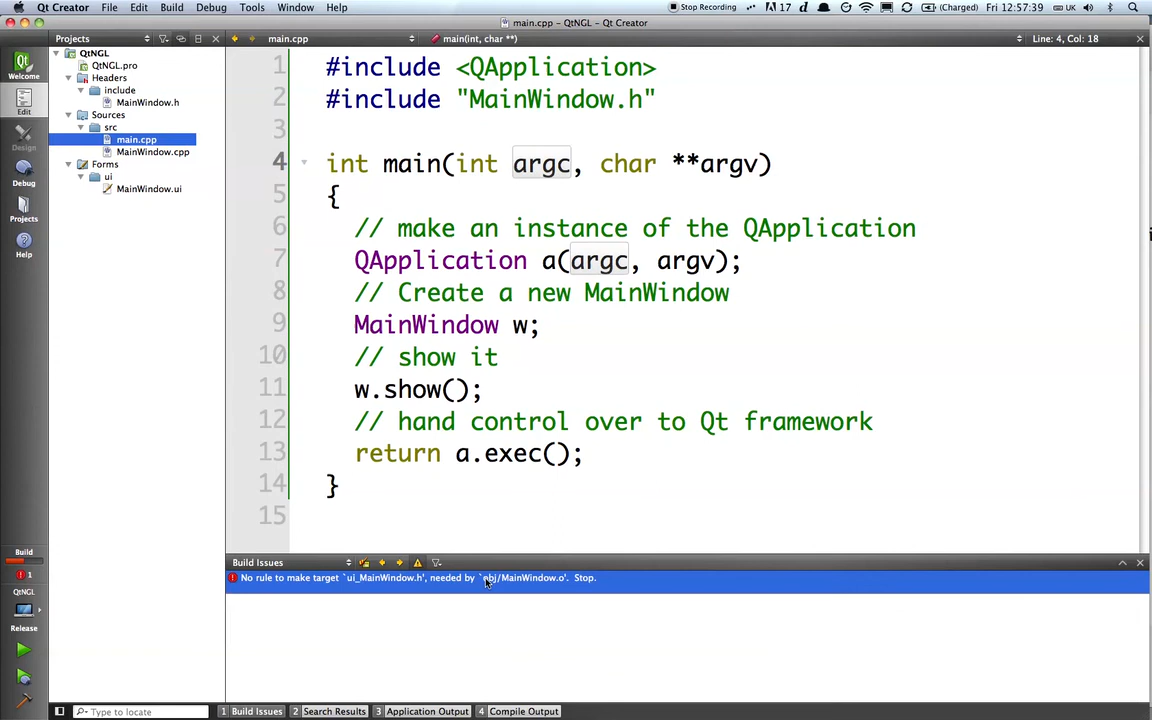 Qt Creator File Edit Build Debug Tools Window Help Stop Recording 17 (Charged) UK Fri 12:57:39
main.cpp - QtNGL - Qt Creator
Projects main.cpp main(int, char **) Line: 4, Col: 18
Welcome
Edit
Design
Debug
Projects
Help
Build
1
QtNGL
Release
QtNGL
QtNGL.pro
Headers
include
MainWindow.h
Sources
src
main.cpp
MainWindow.cpp
Forms
ui
MainWindow.ui
1 #include <QApplication>
2 #include "MainWindow.h"
3
4 int main(int argc, char **argv)
5 {
6 // make an instance of the QApplication
7 QApplication a(argc, argv);
8 // Create a new MainWindow
9 MainWindow w;
10 // show it
11 w.show();
12 // hand control over to Qt framework
13 return a.exec();
14 }
15
Build Issues
No rule to make target `ui_MainWindow.h', needed by `obj/MainWindow.o'. Stop.
Type to locate 1 Build Issues 2 Search Results 3 Application Output 4 Compile Output